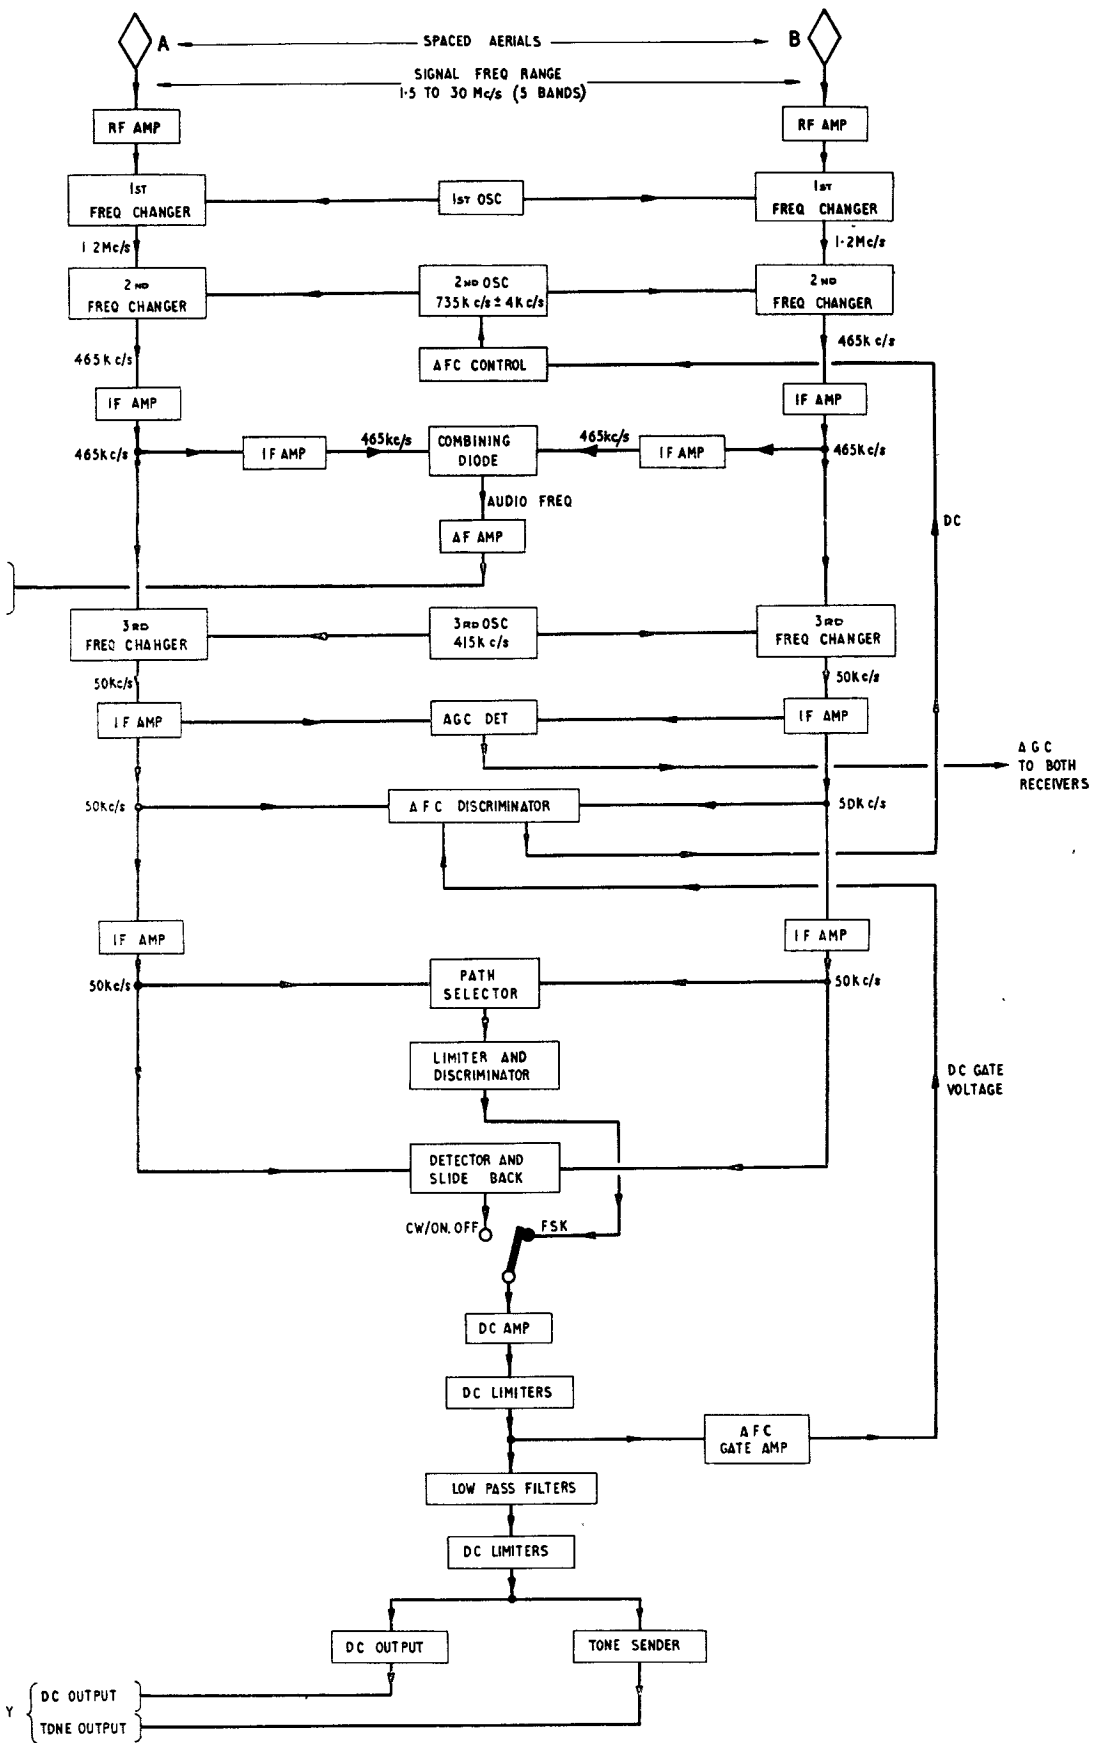 A
SPACED AERIALS
B
SIGNAL FREQ RANGE
1·5 TO 30 Mc/s (5 BANDS)
RF AMP
RF AMP
1ST
FREQ CHANGER
1ST OSC
1ST
FREQ CHANGER
1·2Mc/s
1·2Mc/s
2ND
FREQ CHANGER
2ND OSC
735Kc/s ± 4Kc/s
2ND
FREQ CHANGER
465Kc/s
465Kc/s
AFC CONTROL
IF AMP
IF AMP
465Kc/s
IF AMP
465Kc/s
COMBINING
DIODE
465Kc/s
IF AMP
465Kc/s
AUDIO FREQ
AF AMP
DC
3RD
FREQ CHANGER
3RD OSC
415Kc/s
3RD
FREQ CHANGER
50Kc/s
50Kc/s
IF AMP
AGC DET
IF AMP
AGC
TO BOTH
RECEIVERS
50Kc/s
AFC DISCRIMINATOR
50Kc/s
IF AMP
IF AMP
50Kc/s
PATH
SELECTOR
50Kc/s
LIMITER AND
DISCRIMINATOR
DC GATE
VOLTAGE
DETECTOR AND
SLIDE BACK
CW/ON.OFF
FSK
DC AMP
DC LIMITERS
AFC
GATE AMP
LOW PASS FILTERS
DC LIMITERS
DC OUTPUT
TONE SENDER
Y
DC OUTPUT
TONE OUTPUT